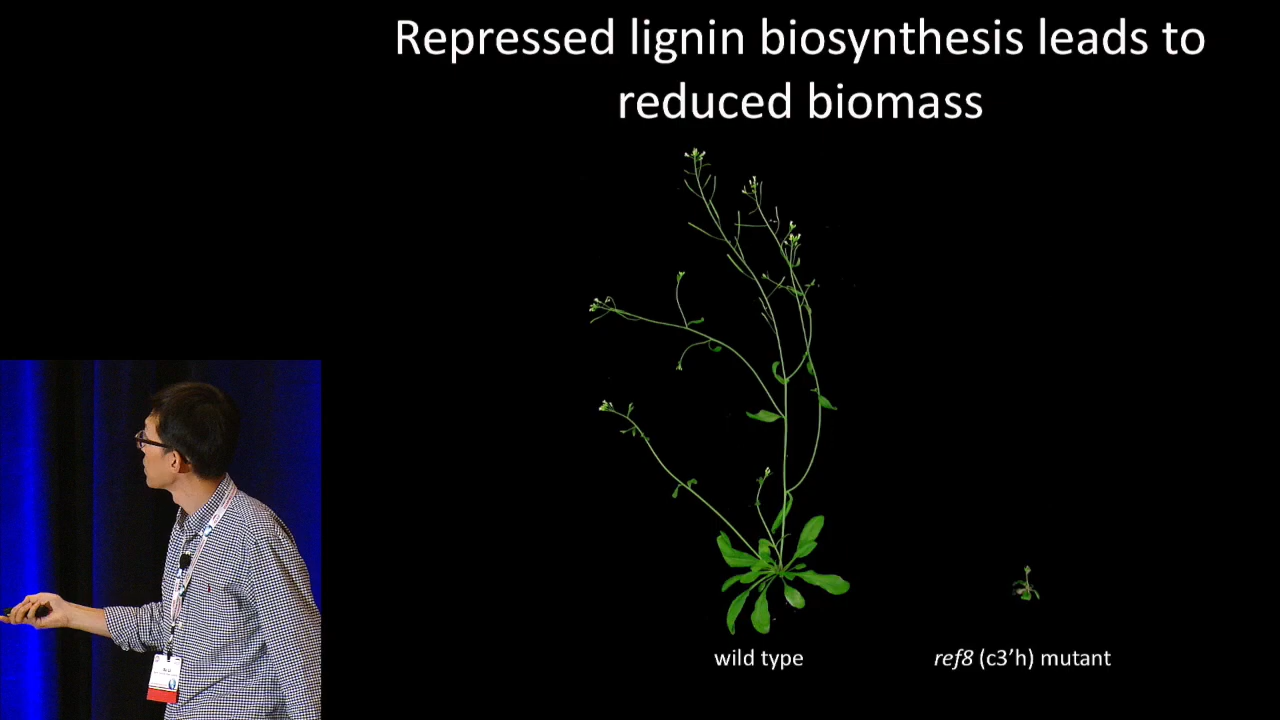 Repressed lignin biosynthesis leads to
reduced biomass
wild type
ref8 (c3’h) mutant